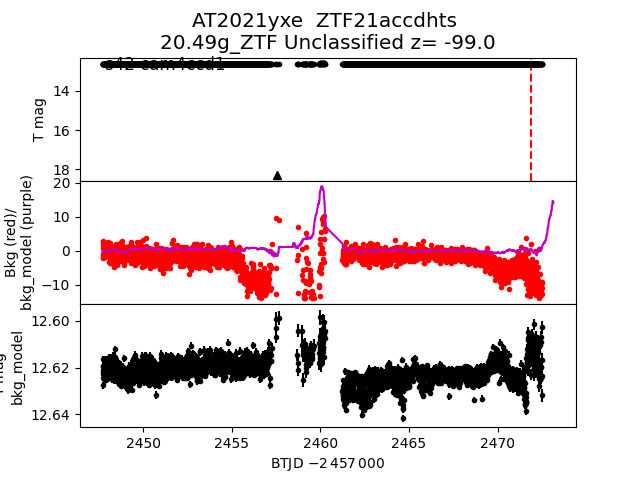 AT2021yxe  ZTF21accdhts
20.49g_ZTF Unclassified z= -99.0
s42 cam4ccd1
T mag
14
16
18
Bkg (red)/
bkg_model (purple)
20
10
0
−10
mag
bkg_model
12.60
12.62
12.64
2450
2455
2460
2465
2470
BTJD −2 457 000